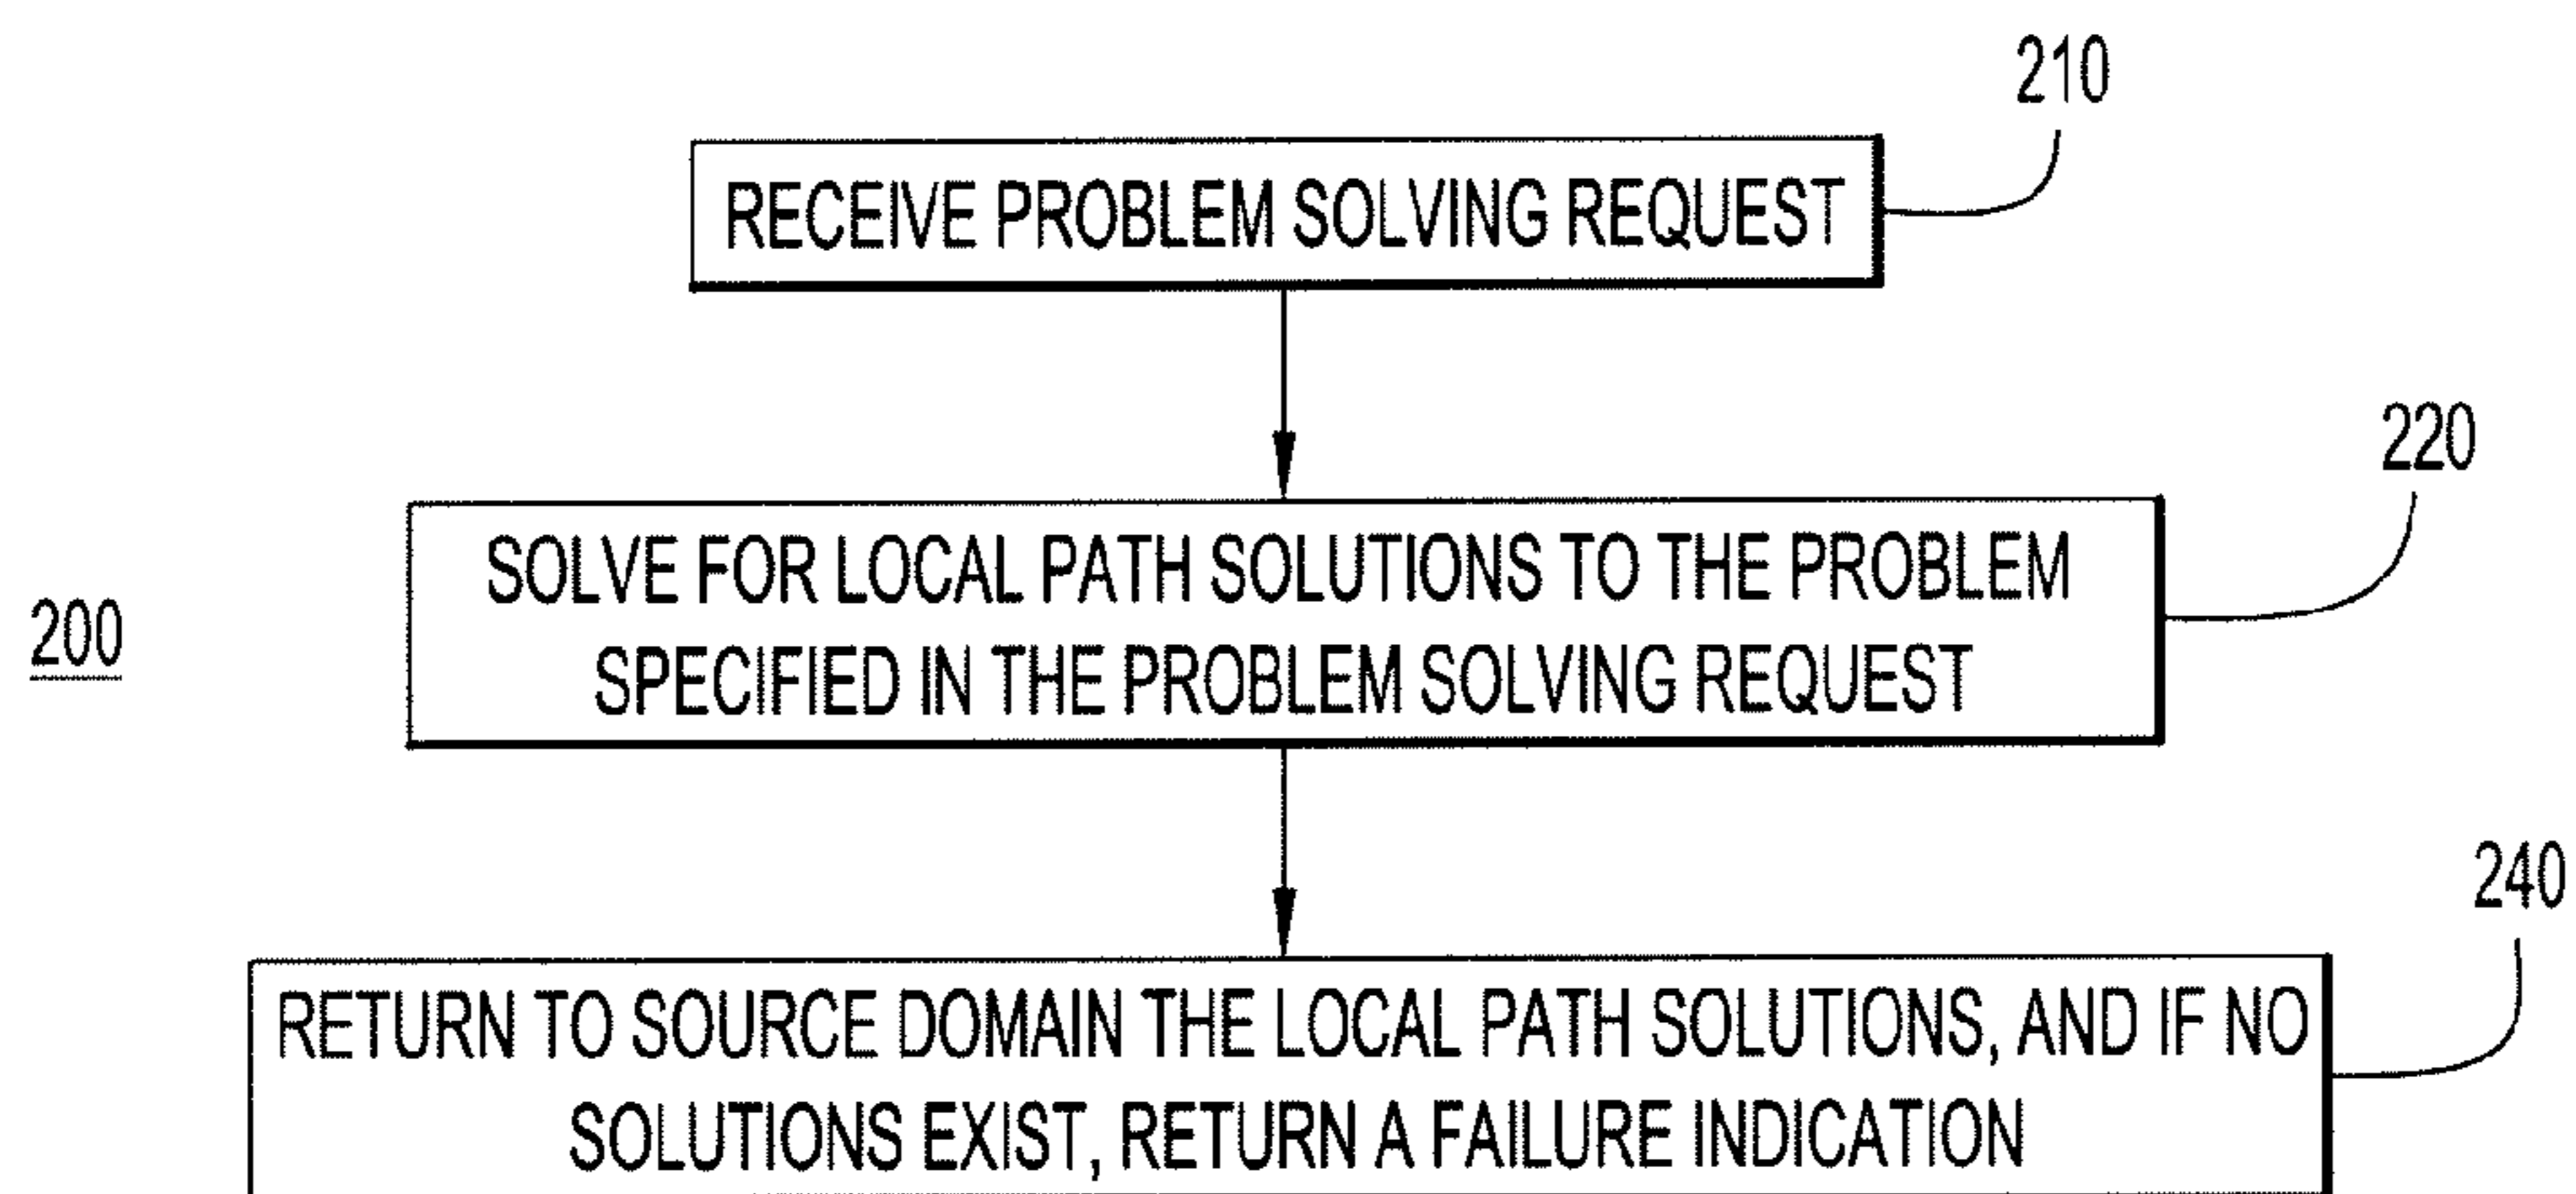 210
RECEIVE PROBLEM SOLVING REQUEST
220
SOLVE FOR LOCAL PATH SOLUTIONS TO THE PROBLEM
SPECIFIED IN THE PROBLEM SOLVING REQUEST
200
240
RETURN TO SOURCE DOMAIN THE LOCAL PATH SOLUTIONS, AND IF NO
SOLUTIONS EXIST, RETURN A FAILURE INDICATION